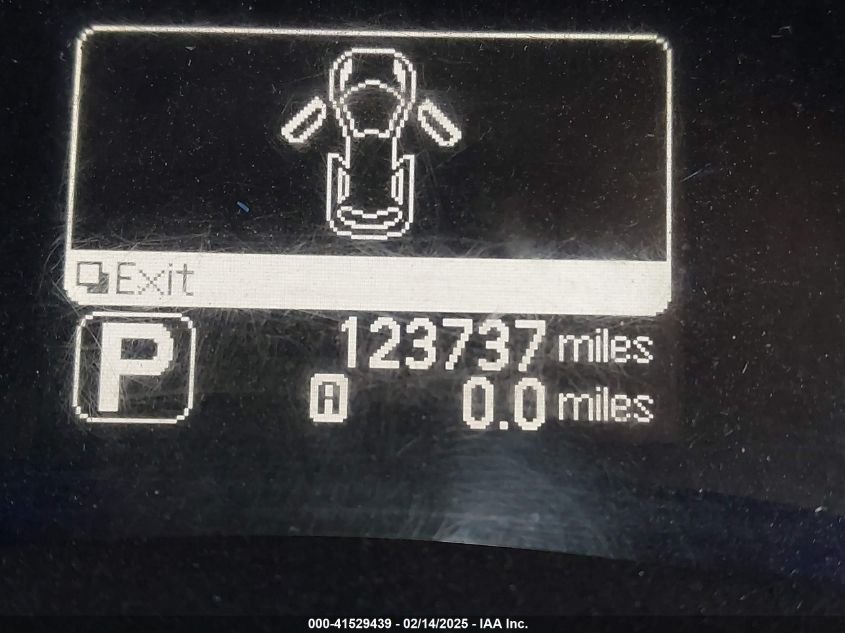 Exit
P
123737 miles
A 0.0 miles
000-41529439 - 02/14/2025 - IAA Inc.